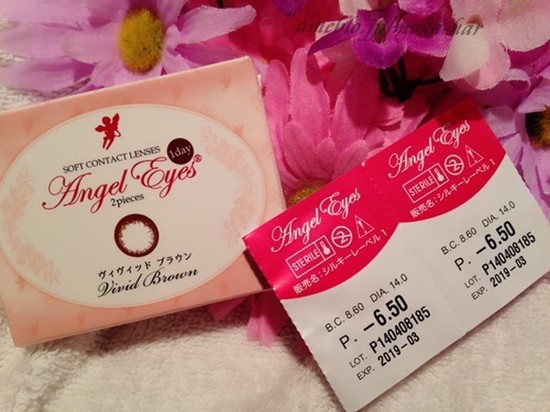 SOFT CONTACT LENSES
1day
Angel Eyes®
2pieces
ヴィヴィッド ブラウン
Vivid Brown
Angel Eyes
STERILE
販売名：シルキーレーベル 1
B.C. 8.60 DIA. 14.0
P. −6.50
LOT. P140408185
EXP. 2019-03
Angel Eyes
STERILE
販売名：シルキーレーベル 1
B.C. 8.60 DIA. 14.0
P. −6.50
LOT. P140408185
EXP. 2019-03